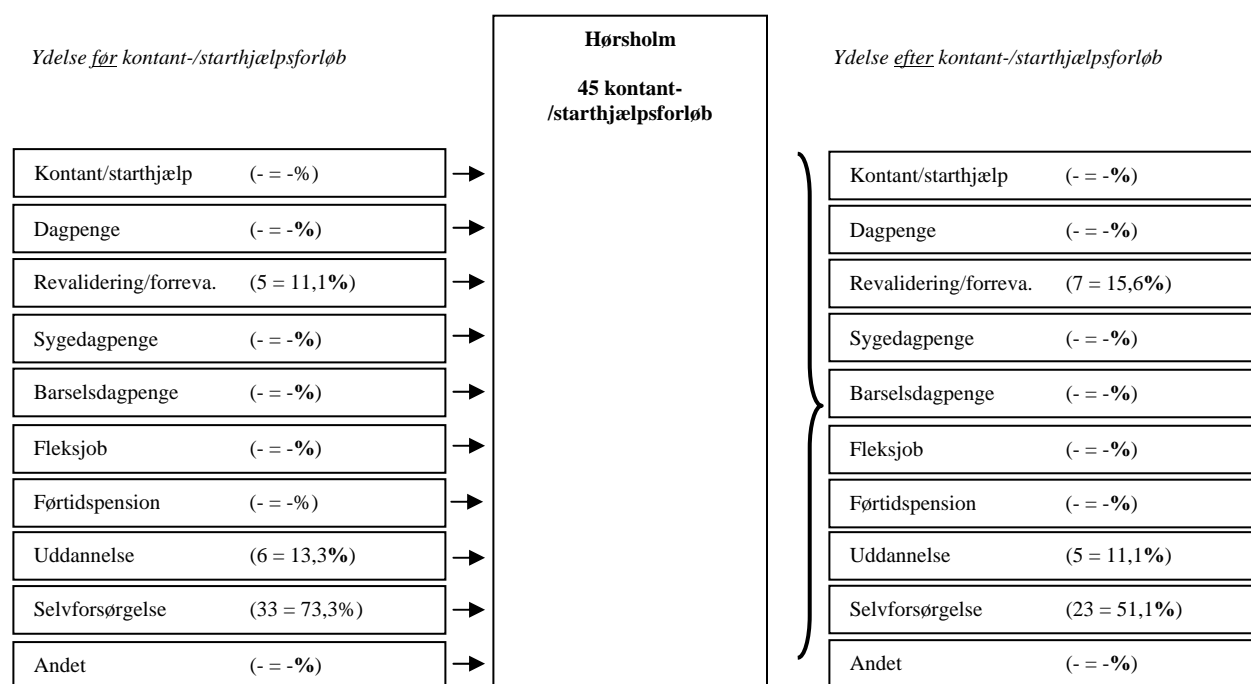 Ydelse før kontant-/starthjælpsforløb
Kontant/starthjælp (- = -%)
Dagpenge (- = -%)
Revalidering/forreva. (5 = 11,1%)
Sygedagpenge (- = -%)
Barselsdagpenge (- = -%)
Fleksjob (- = -%)
Førtidspension (- = -%)
Uddannelse (6 = 13,3%)
Selvforsørgelse (33 = 73,3%)
Andet (- = -%)
Hørsholm
45 kontant-
/starthjælpsforløb
Ydelse efter kontant-/starthjælpsforløb
Kontant/starthjælp (- = -%)
Dagpenge (- = -%)
Revalidering/forreva. (7 = 15,6%)
Sygedagpenge (- = -%)
Barselsdagpenge (- = -%)
Fleksjob (- = -%)
Førtidspension (- = -%)
Uddannelse (5 = 11,1%)
Selvforsørgelse (23 = 51,1%)
Andet (- = -%)